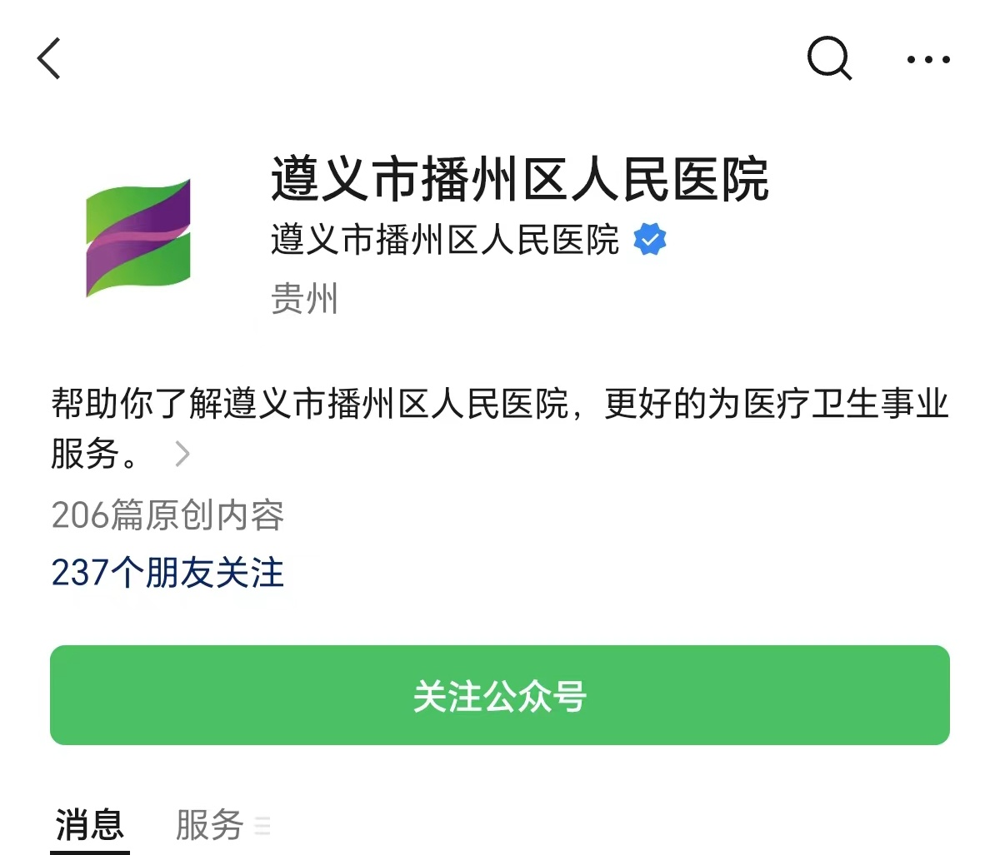 遵义市播州区人民医院
遵义市播州区人民医院
贵州
帮助你了解遵义市播州区人民医院，更好的为医疗卫生事业
服务。
206篇原创内容
237个朋友关注
关注公众号
消息 服务